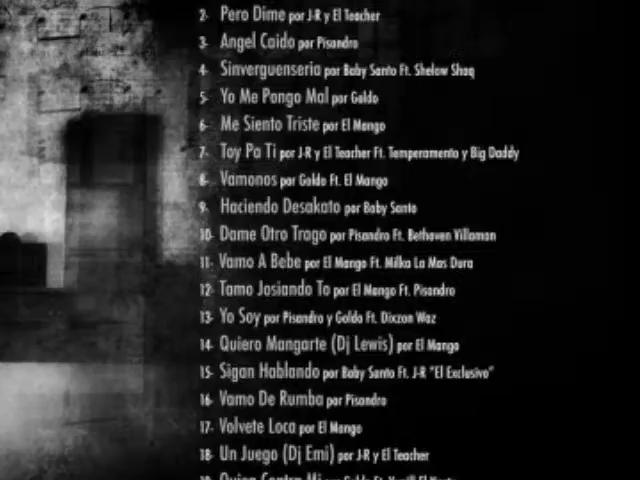 2- Pero Dime por J-R y El Teacher
3- Angel Caido por Pisandro
4- Sinverguenseria por Baby Santo Ft. Shelow Shaq
5- Yo Me Pongo Mal por Goldo
6- Me Siento Triste por El Mango
7- Toy Pa Ti por J-R y El Teacher Ft. Temperamento y Big Daddy
8- Vamonos por Goldo Ft. El Mango
9- Haciendo Desakato por Baby Santo
10- Dame Otro Trago por Pisandro Ft. Bethoven Villaman
11- Vamo A Bebe por El Mango Ft. Milka La Mas Dura
12- Tamo Josiando To por El Mango Ft. Pisandro
13- Yo Soy por Pisandro y Goldo Ft. Dixzon Waz
14- Quiero Mangarte (Dj Lewis) por El Mango
15- Sigan Hablando por Baby Santo Ft. J-R "El Exclusivo"
16- Vamo De Rumba por Pisandro
17- Volvete Loca por El Mango
18- Un Juego (Dj Emi) por J-R y El Teacher